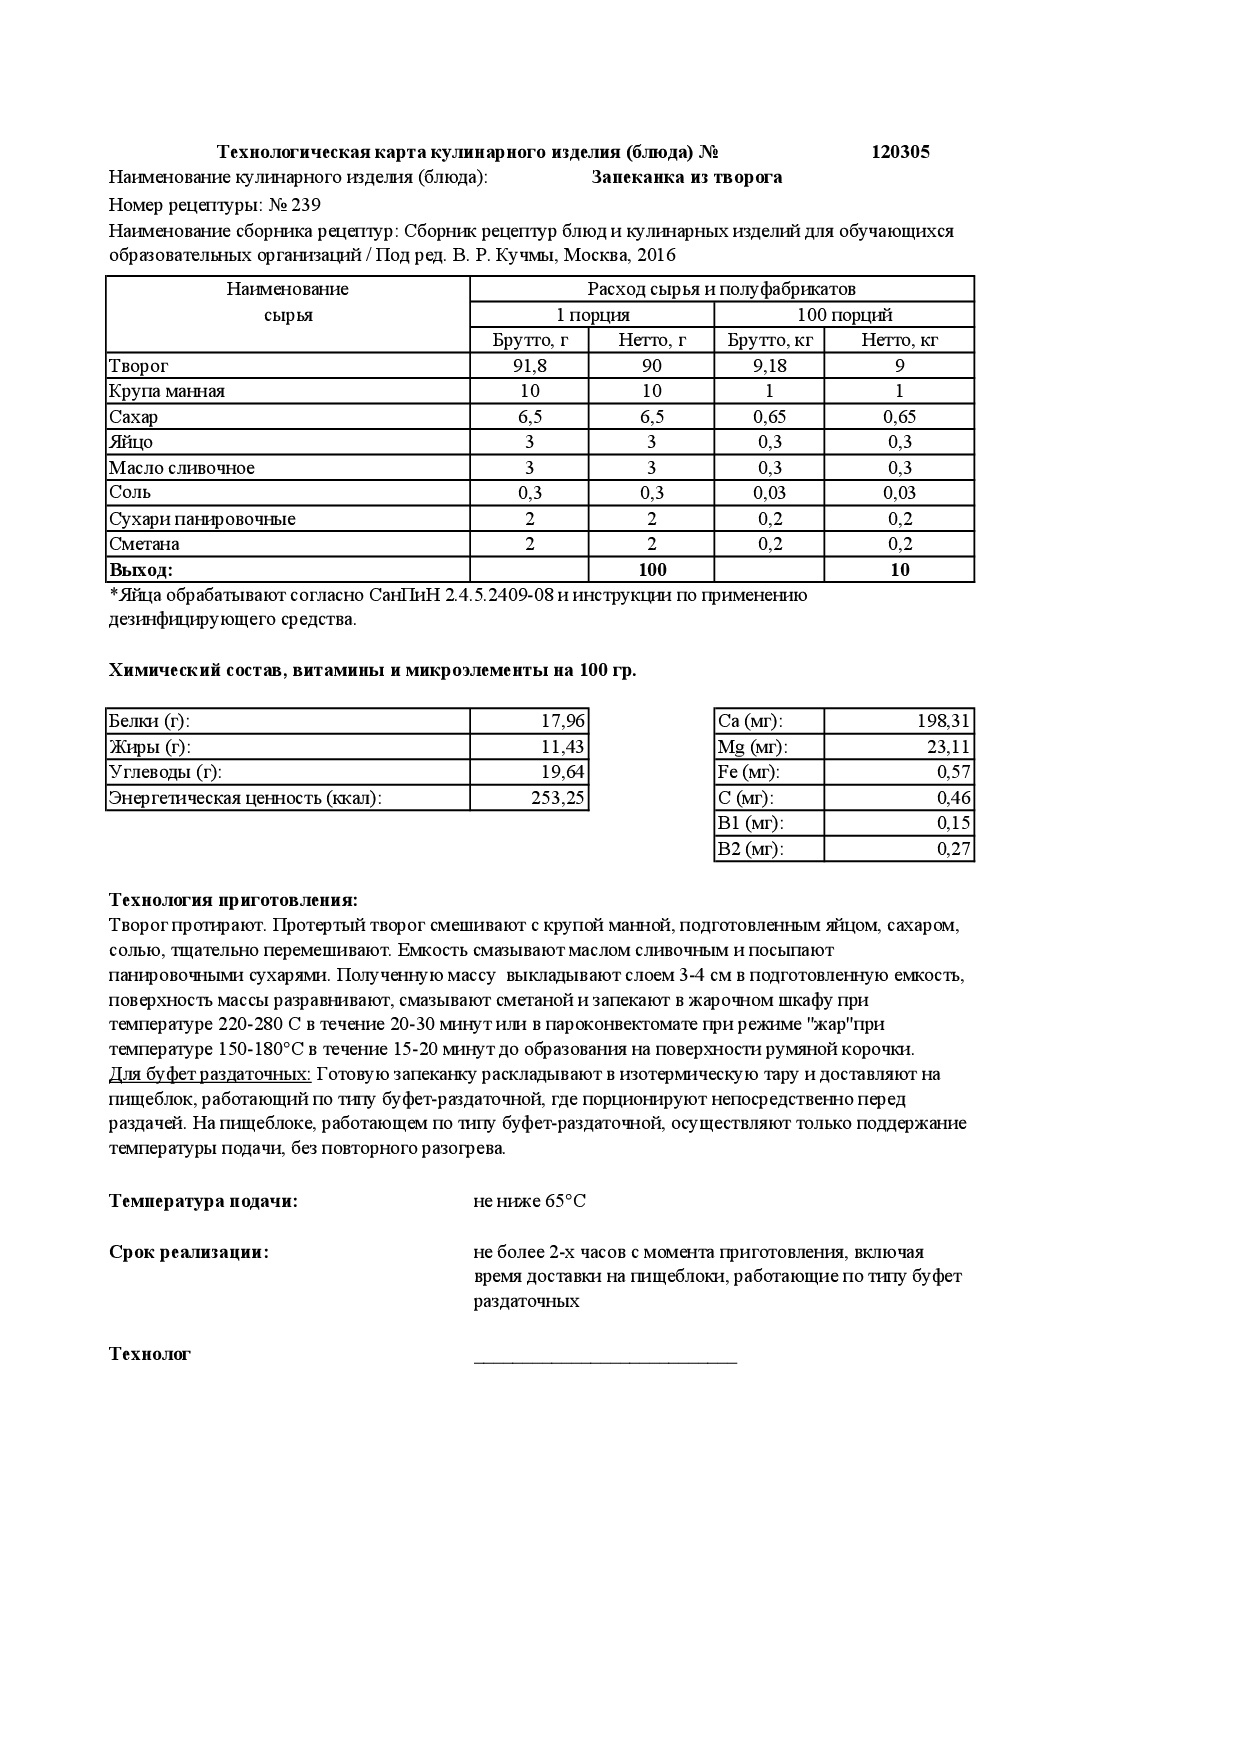 Технологическая карта кулинарного изделия (блюда) № 120305
Наименование кулинарного изделия (блюда): Запеканка из творога
Номер рецептуры: № 239
Наименование сборника рецептур: Сборник рецептур блюд и кулинарных изделий для обучающихся
образовательных организаций / Под ред. В. Р. Кучмы, Москва, 2016
Наименование Расход сырья и полуфабрикатов
сырья 1 порция 100 порций
Брутто, г Нетто, г Брутто, кг Нетто, кг
Творог 91,8 90 9,18 9
Крупа манная 10 10 1 1
Сахар 6,5 6,5 0,65 0,65
Яйцо 3 3 0,3 0,3
Масло сливочное 3 3 0,3 0,3
Соль 0,3 0,3 0,03 0,03
Сухари панировочные 2 2 0,2 0,2
Сметана 2 2 0,2 0,2
Выход: 100 10
*Яйца обрабатывают согласно СанПиН 2.4.5.2409-08 и инструкции по применению
дезинфицирующего средства.
Химический состав, витамины и микроэлементы на 100 гр.
Белки (г): 17,96 Ca (мг): 198,31
Жиры (г): 11,43 Mg (мг): 23,11
Углеводы (г): 19,64 Fe (мг): 0,57
Энергетическая ценность (ккал): 253,25 C (мг): 0,46
B1 (мг): 0,15
B2 (мг): 0,27
Технология приготовления:
Творог протирают. Протертый творог смешивают с крупой манной, подготовленным яйцом, сахаром,
солью, тщательно перемешивают. Емкость смазывают маслом сливочным и посыпают
панировочными сухарями. Полученную массу выкладывают слоем 3-4 см в подготовленную емкость,
поверхность массы разравнивают, смазывают сметаной и запекают в жарочном шкафу при
температуре 220-280 С в течение 20-30 минут или в пароконвектомате при режиме "жар"при
температуре 150-180°С в течение 15-20 минут до образования на поверхности румяной корочки.
Для буфет раздаточных: Готовую запеканку раскладывают в изотермическую тару и доставляют на
пищеблок, работающий по типу буфет-раздаточной, где порционируют непосредственно перед
раздачей. На пищеблоке, работающем по типу буфет-раздаточной, осуществляют только поддержание
температуры подачи, без повторного разогрева.
Температура подачи: не ниже 65°С
Срок реализации: не более 2-х часов с момента приготовления, включая
время доставки на пищеблоки, работающие по типу буфет
раздаточных
Технолог ___________________________